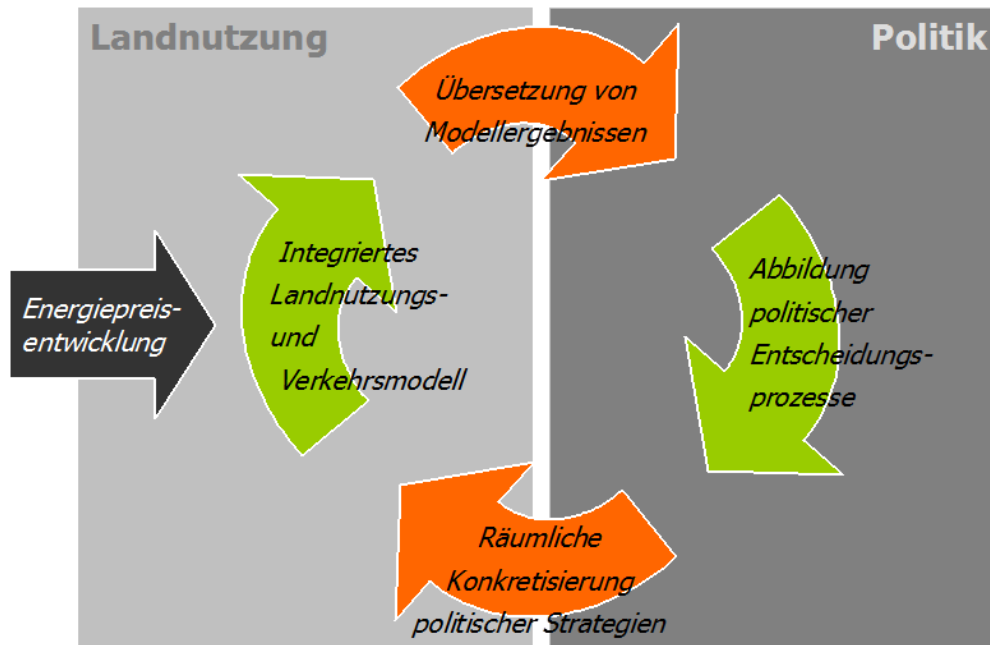 Landnutzung
Politik
Übersetzung von
Modellergebnissen
Integriertes
Landnutzungs-
und
Verkehrsmodell
Energiepreis-
entwicklung
Abbildung
politischer
Entscheidungs-
prozesse
Räumliche
Konkretisierung
politischer Strategien